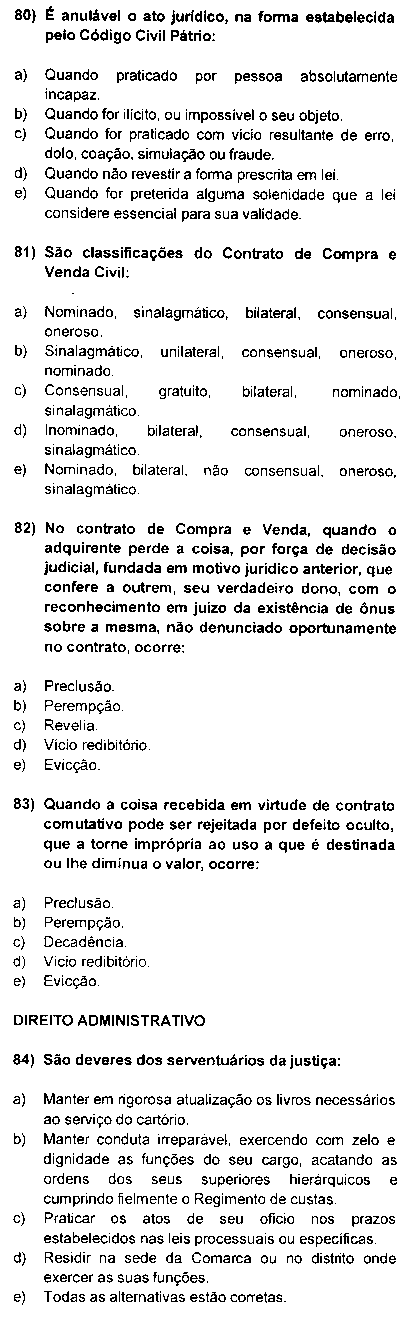 80) É anulável o ato jurídico, na forma estabelecida
pelo Código Civil Pátrio:
a) Quando praticado por pessoa absolutamente
incapaz.
b) Quando for ilícito, ou impossível o seu objeto.
c) Quando for praticado com vício resultante de erro,
dolo, coação, simulação ou fraude.
d) Quando não revestir a forma prescrita em lei.
e) Quando for preterida alguma solenidade que a lei
considere essencial para sua validade.
81) São classificações do Contrato de Compra e
Venda Civil:
a) Nominado, sinalagmático, bilateral, consensual,
oneroso.
b) Sinalagmático, unilateral, consensual, oneroso,
nominado.
c) Consensual, gratuito, bilateral, nominado,
sinalagmático.
d) Inominado, bilateral, consensual, oneroso,
sinalagmático.
e) Nominado, bilateral, não consensual, oneroso,
sinalagmático.
82) No contrato de Compra e Venda, quando o
adquirente perde a coisa, por força de decisão
judicial, fundada em motivo jurídico anterior, que
confere a outrem, seu verdadeiro dono, com o
reconhecimento em juízo da existência de ônus
sobre a mesma, não denunciado oportunamente
no contrato, ocorre:
a) Preclusão.
b) Perempção.
c) Revelia.
d) Vício redibitório.
e) Evicção.
83) Quando a coisa recebida em virtude de contrato
comutativo pode ser rejeitada por defeito oculto,
que a torne imprópria ao uso a que é destinada
ou lhe diminua o valor, ocorre:
a) Preclusão.
b) Perempção.
c) Decadência.
d) Vício redibitório.
e) Evicção.
DIREITO ADMINISTRATIVO
84) São deveres dos serventuários da justiça:
a) Manter em rigorosa atualização os livros necessários
ao serviço do cartório.
b) Manter conduta irreparável, exercendo com zelo e
dignidade as funções do seu cargo, acatando as
ordens dos seus superiores hierárquicos e
cumprindo fielmente o Regimento de custas.
c) Praticar os atos de seu ofício nos prazos
estabelecidos nas leis processuais ou específicas.
d) Residir na sede da Comarca ou no distrito onde
exercer as suas funções.
e) Todas as alternativas estão corretas.